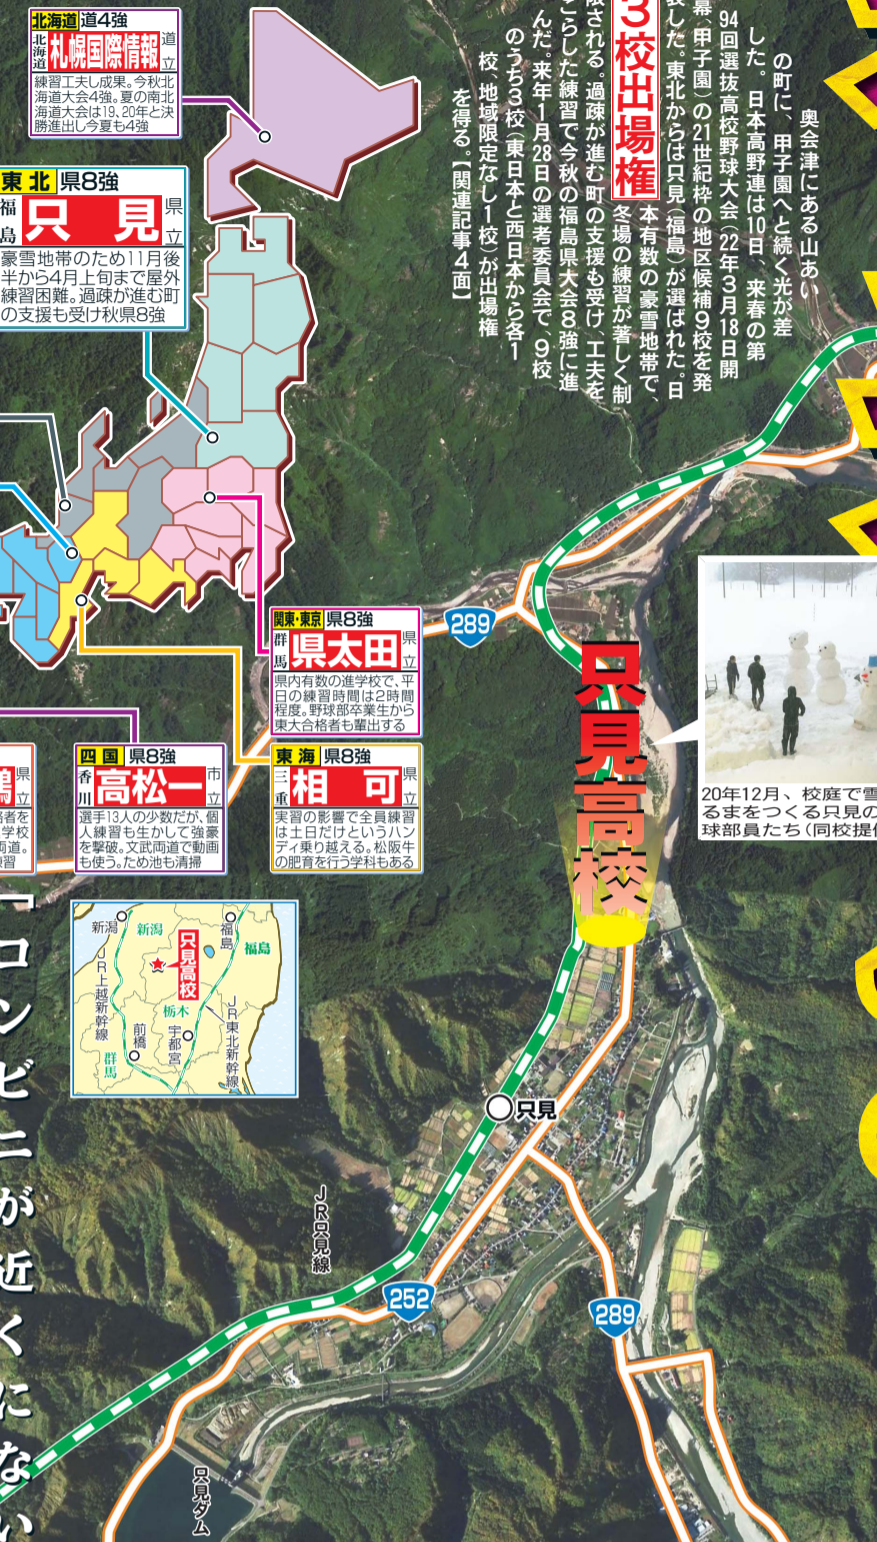 奥会津にある山あい
の町に、甲子園へと続く光が差
した。日本高野連は10日、来春の第
94回選抜高校野球大会(22年3月18日開
幕、甲子園)の21世紀枠の地区候補9校を発
表した。東北からは只見(福島)が選ばれた。日
本有数の豪雪地帯で、
冬場の練習が著しく制
限される。過疎が進む町の支援も受け、工夫を
こらした練習で今秋の福島県大会8強に進
んだ。来年1月28日の選考委員会で、9校
のうち3校(東日本と西日本から各1
校、地域限定なし1校)が出場権
を得る。【関連記事4面】
3校出場権
北海道 道4強
北海道 札幌国際情報 道立
練習工夫し成果。今秋北
海道大会4強。夏の南北
海道大会は19、20年と決
勝進出し今夏も4強
東北 県8強
福島 只見 県立
豪雪地帯のため11月後
半から4月上旬まで屋外
練習困難。過疎が進む町
の支援も受け秋県8強
関東・東京 県8強
群馬 県太田 県立
県内有数の進学校で、平
日の練習時間は2時間
程度。野球部卒業生から
東大合格者も輩出する
四国 県8強
香川 高松一 市立
選手13人の少数だが、個
人練習も生かして強豪
を撃破。文武両道で動画
も使う。ため池も清掃
東海 県8強
三重 相可 県立
実習の影響で全員練習
は土日だけというハン
ディ乗り越える。松阪牛
の肥育を行う学科もある
県立
者を
学校
両道。
習
289
只見高校
20年12月、校庭で雪
るまをつくる只見の
球部員たち(同校提供
新潟
新潟
福島
福島
只見高校
JR上越新幹線
栃木
前橋
宇都宮
群馬
JR東北新幹線
只見
JR只見線
252
289
只見ダム
「コンビニが近くにない